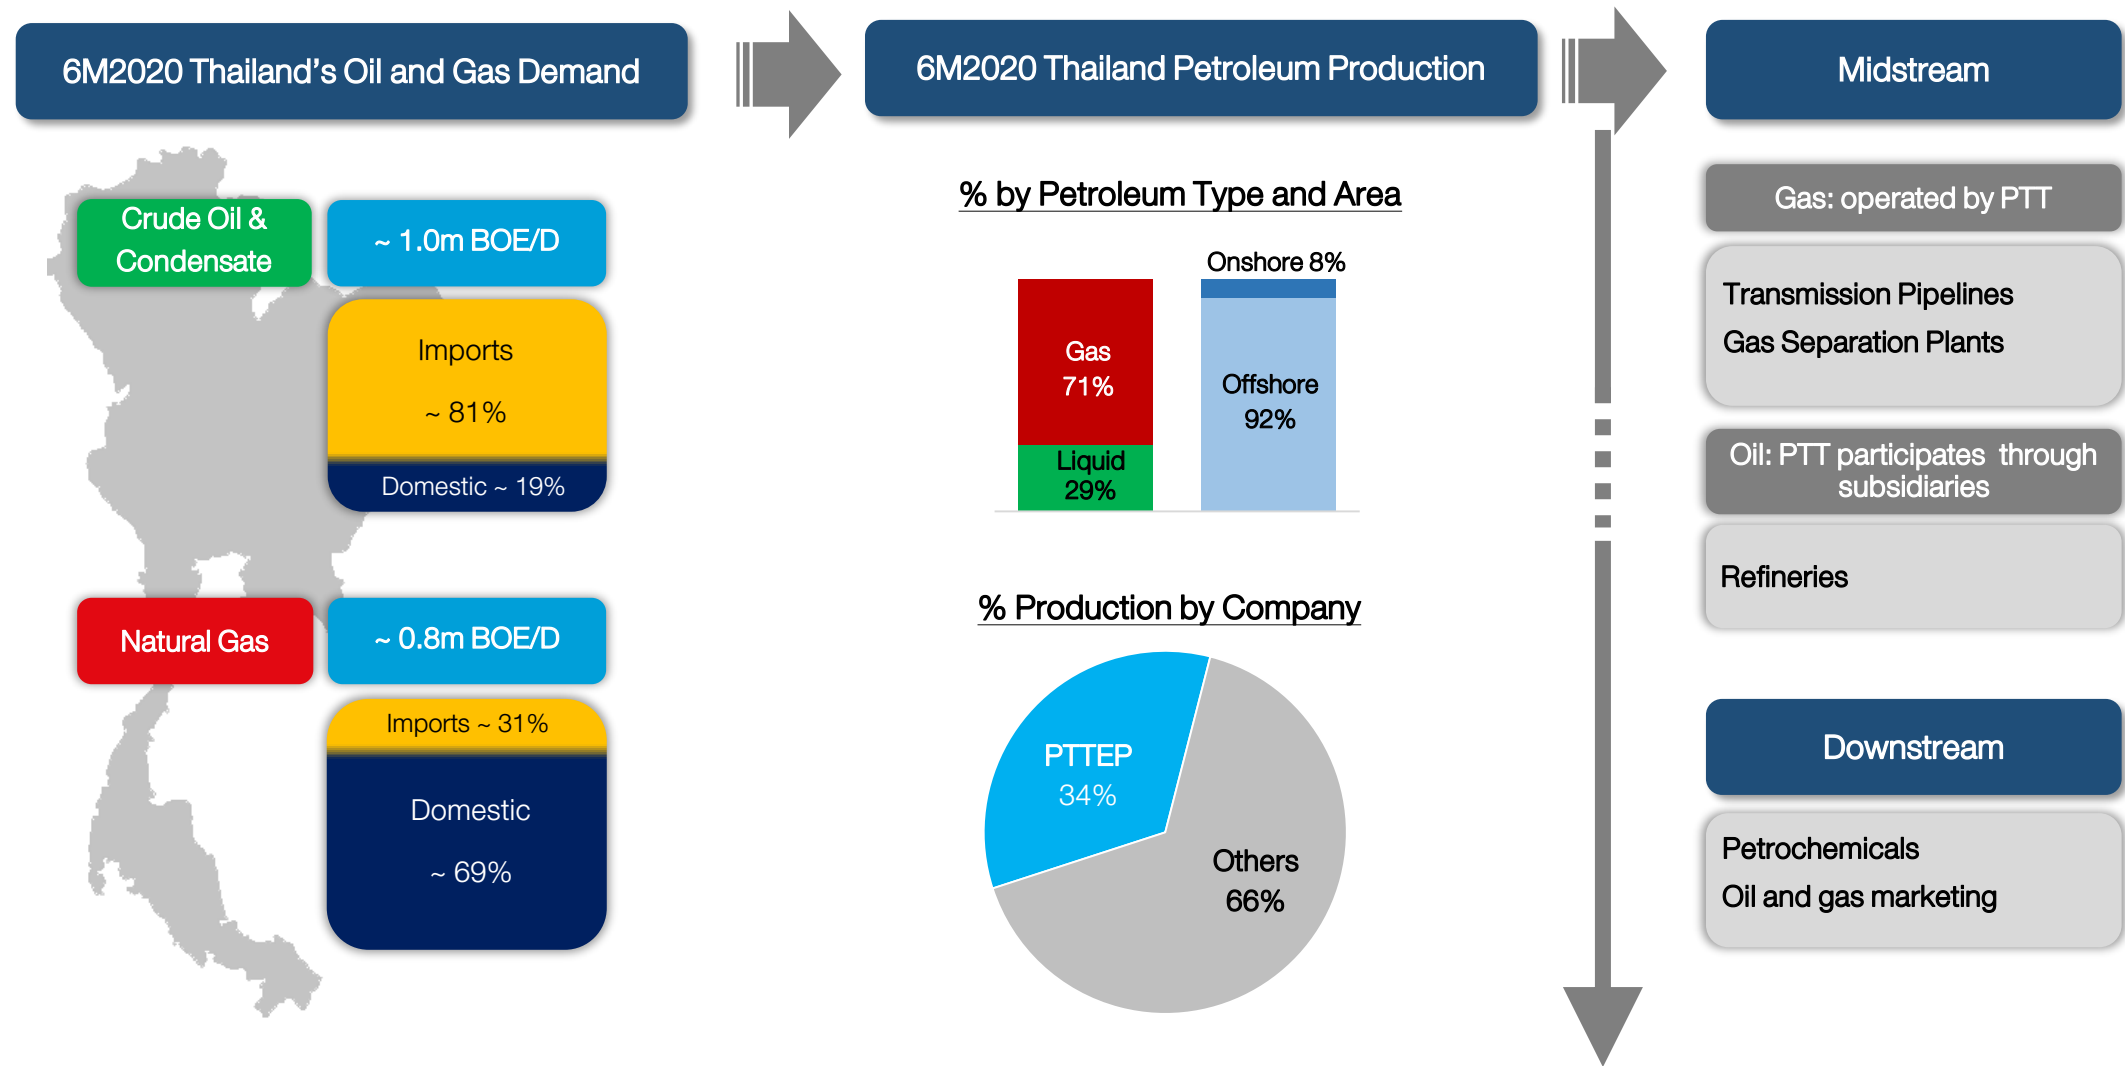 6M2020 Thailand's Oil and Gas Demand
Crude Oil &
Condensate
~ 1.0m BOE/D
Imports
~ 81%
Domestic ~ 19%
Natural Gas
~ 0.8m BOE/D
Imports ~ 31%
Domestic
~ 69%
6M2020 Thailand Petroleum Production
% by Petroleum Type and Area
Gas
71%
Liquid
29%
Onshore 8%
Offshore
92%
% Production by Company
PTTEP
34%
Others
66%
Midstream
Gas: operated by PTT
Transmission Pipelines
Gas Separation Plants
Oil: PTT participates  through
subsidiaries
Refineries
Downstream
Petrochemicals
Oil and gas marketing